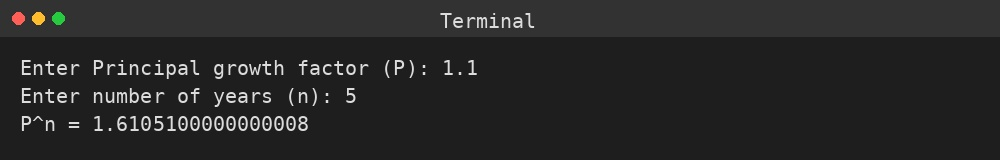 Terminal
Enter Principal growth factor (P): 1.1
Enter number of years (n): 5
P^n = 1.6105100000000008